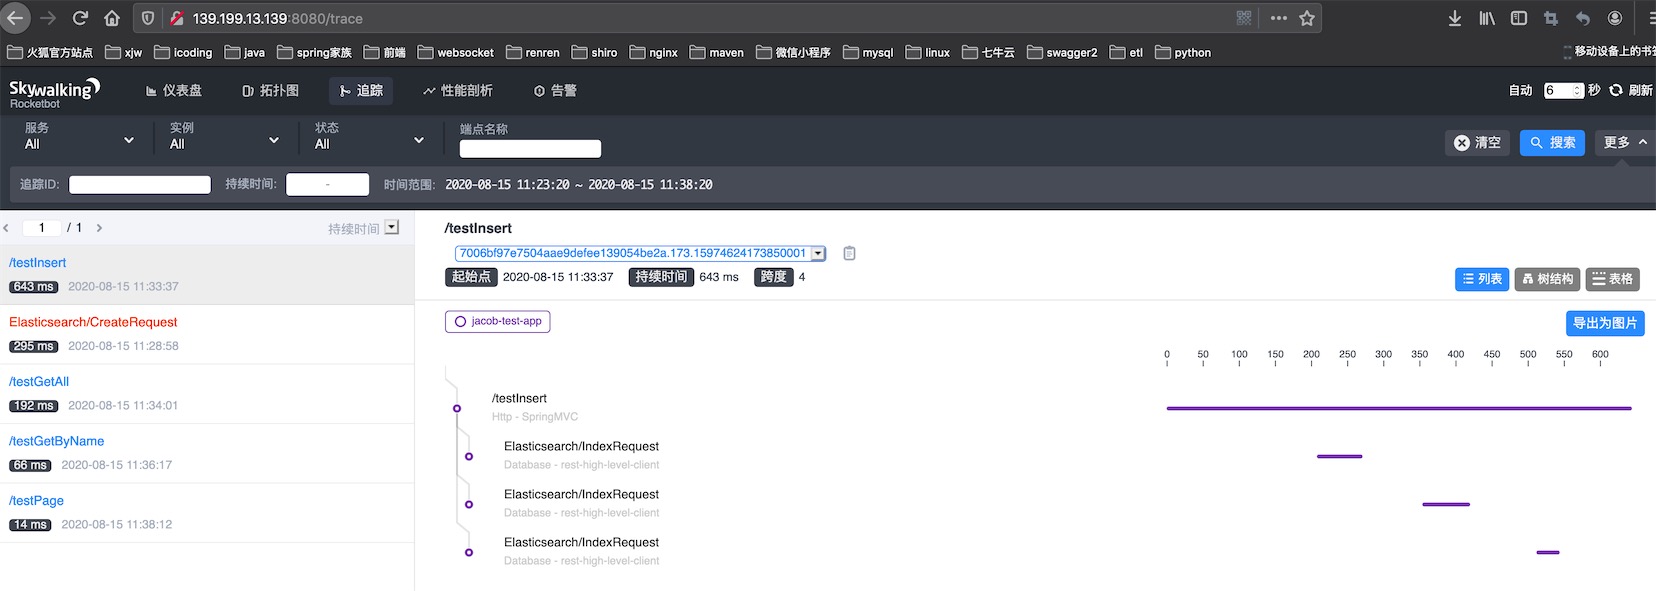 139.199.13.139:8080/trace
火狐官方站点 xjw icoding java spring家族 前端 websocket renren shiro nginx maven 微信小程序 mysql linux 七牛云 swagger2 etl python
Skywalking
Rocketbot
仪表盘 拓扑图 追踪 性能剖析 告警
自动 6 秒 刷新
服务 实例 状态 端点名称
All All All
清空 搜索 更多
追踪ID: 持续时间: - 时间范围: 2020-08-15 11:23:20 ~ 2020-08-15 11:38:20
1 / 1 持续时间
/testInsert
643 ms 2020-08-15 11:33:37
Elasticsearch/CreateRequest
295 ms 2020-08-15 11:28:58
/testGetAll
192 ms 2020-08-15 11:34:01
/testGetByName
66 ms 2020-08-15 11:36:17
/testPage
14 ms 2020-08-15 11:38:12
/testInsert
7006bf97e7504aae9defee139054be2a.173.15974624173850001
起始点 2020-08-15 11:33:37 持续时间 643 ms 跨度 4
列表 树结构 表格
jacob-test-app
导出为图片
0 50 100 150 200 250 300 350 400 450 500 550 600
/testInsert
Http - SpringMVC
Elasticsearch/IndexRequest
Database - rest-high-level-client
Elasticsearch/IndexRequest
Database - rest-high-level-client
Elasticsearch/IndexRequest
Database - rest-high-level-client